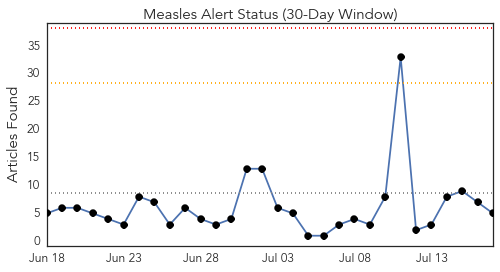 Measles Alert Status (30-Day Window)
Articles Found
35
30
25
20
15
10
5
0
Jun 18 Jun 23 Jun 28 Jul 03 Jul 08 Jul 13